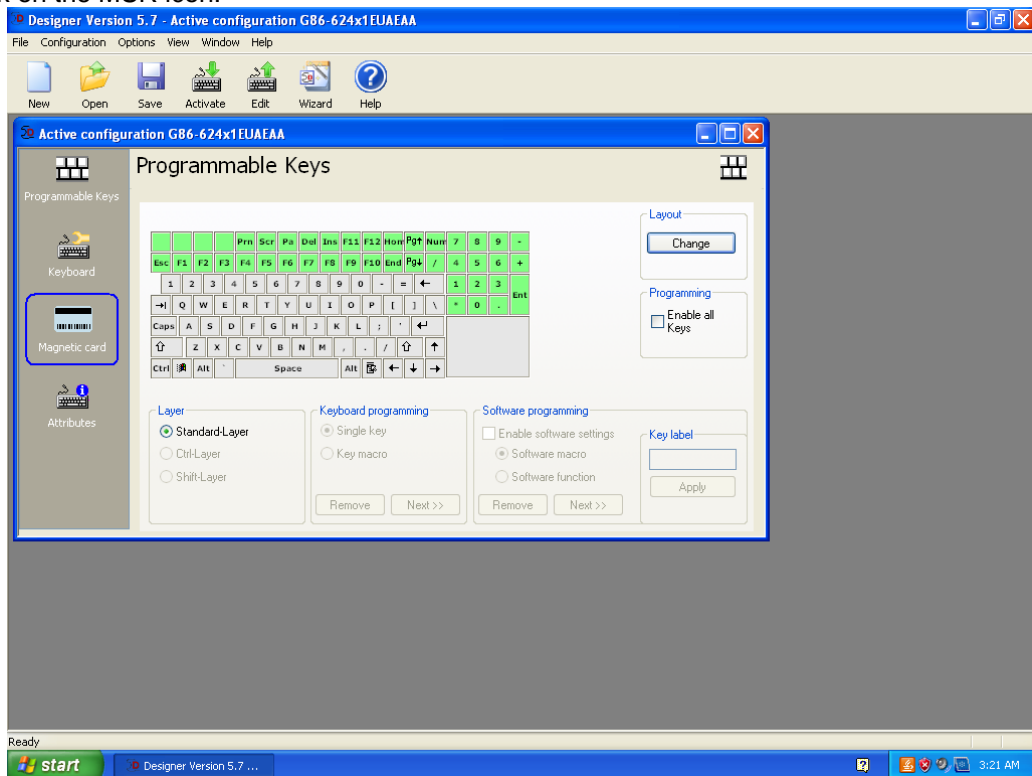 on the MSR icon.
Designer Version 5.7 - Active configuration G86-624x1EUAEAA
File Configuration Options View Window Help
New Open Save Activate Edit Wizard Help
Active configuration G86-624x1EUAEAA
Programmable Keys
Programmable Keys
Keyboard
Magnetic card
Attributes
Prn Scr Pa Del Ins F11 F12 Hom Pg↑ Num 7 8 9 -
Esc F1 F2 F3 F4 F5 F6 F7 F8 F9 F10 End Pg↓ / 4 5 6 +
1 2 3 4 5 6 7 8 9 0 - = ← 1 2 3 Ent
→| Q W E R T Y U I O P [ ] \ * 0 .
Caps A S D F G H J K L ; ' ↵
⇧ Z X C V B N M , . / ⇧ ↑
Ctrl Alt ` Space Alt ← ↓ →
Layout
Change
Programming
Enable all
Keys
Layer
Standard-Layer
Ctrl-Layer
Shift-Layer
Keyboard programming
Single key
Key macro
Remove Next >>
Software programming
Enable software settings
Software macro
Software function
Remove Next >>
Key label
Apply
Ready
start Designer Version 5.7 ... 3:21 AM